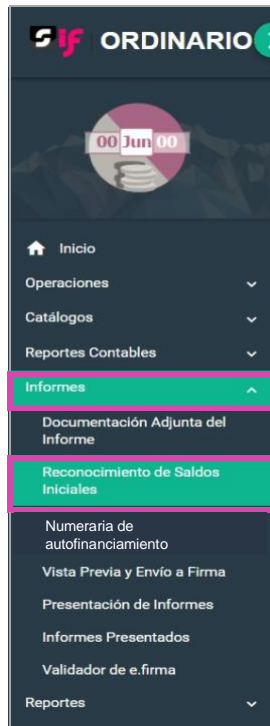 SIF ORDINARIO
00 Jun 00
Inicio
Operaciones
Catálogos
Reportes Contables
Informes
Documentación Adjunta del
Informe
Reconocimiento de Saldos
Iniciales
Numeraria de
autofinanciamiento
Vista Previa y Envío a Firma
Presentación de Informes
Informes Presentados
Validador de e.firma
Reportes